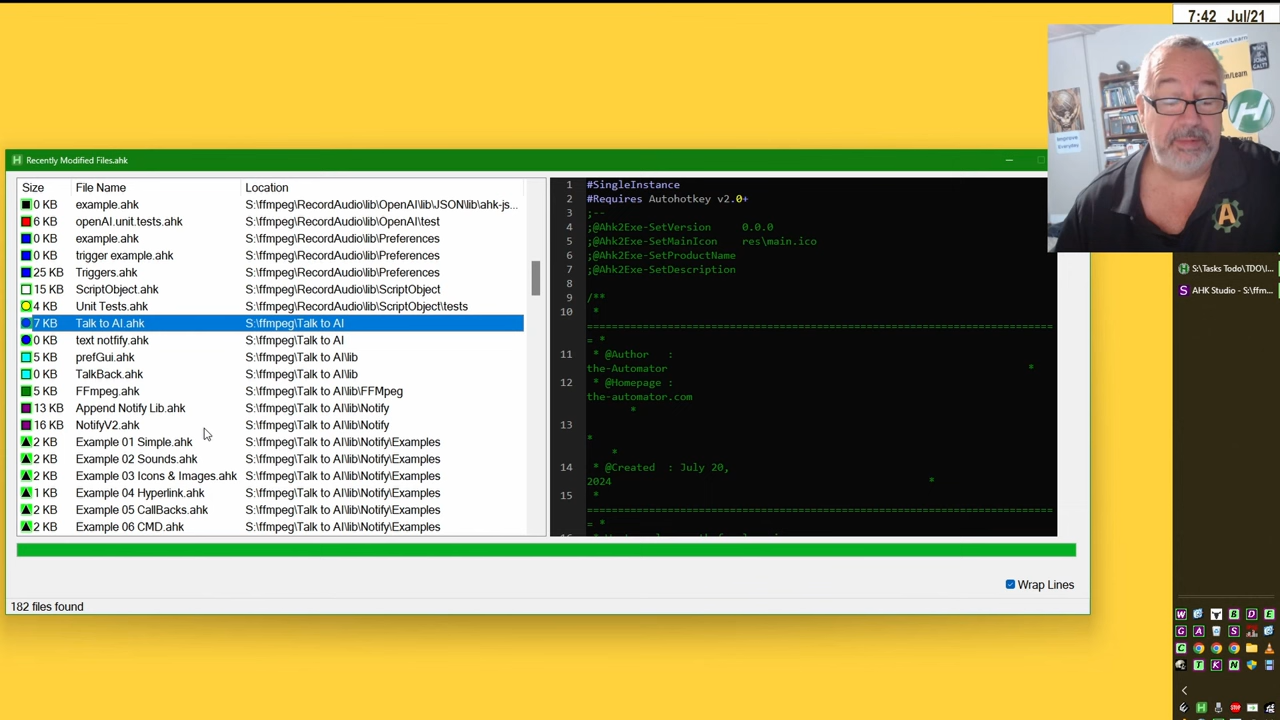 7:42 Jul/21
Recently Modified Files.ahk
Size File Name Location
0 KB example.ahk S:\ffmpeg\RecordAudio\lib\OpenAI\lib\JSON\lib\ahk-js...
6 KB openAI.unit.tests.ahk S:\ffmpeg\RecordAudio\lib\OpenAI\test
0 KB example.ahk S:\ffmpeg\RecordAudio\lib\Preferences
0 KB trigger example.ahk S:\ffmpeg\RecordAudio\lib\Preferences
25 KB Triggers.ahk S:\ffmpeg\RecordAudio\lib\Preferences
15 KB ScriptObject.ahk S:\ffmpeg\RecordAudio\lib\ScriptObject
4 KB Unit Tests.ahk S:\ffmpeg\RecordAudio\lib\ScriptObject\tests
7 KB Talk to AI.ahk S:\ffmpeg\Talk to AI
0 KB text notfify.ahk S:\ffmpeg\Talk to AI
5 KB prefGui.ahk S:\ffmpeg\Talk to AI\lib
0 KB TalkBack.ahk S:\ffmpeg\Talk to AI\lib
5 KB FFmpeg.ahk S:\ffmpeg\Talk to AI\lib\FFMpeg
13 KB Append Notify Lib.ahk S:\ffmpeg\Talk to AI\lib\Notify
16 KB NotifyV2.ahk S:\ffmpeg\Talk to AI\lib\Notify
2 KB Example 01 Simple.ahk S:\ffmpeg\Talk to AI\lib\Notify\Examples
2 KB Example 02 Sounds.ahk S:\ffmpeg\Talk to AI\lib\Notify\Examples
2 KB Example 03 Icons & Images.ahk S:\ffmpeg\Talk to AI\lib\Notify\Examples
1 KB Example 04 Hyperlink.ahk S:\ffmpeg\Talk to AI\lib\Notify\Examples
2 KB Example 05 CallBacks.ahk S:\ffmpeg\Talk to AI\lib\Notify\Examples
2 KB Example 06 CMD.ahk S:\ffmpeg\Talk to AI\lib\Notify\Examples
1 #SingleInstance
2 #Requires Autohotkey v2.0+
3 ;--
4 ;@Ahk2Exe-SetVersion 0.0.0
5 ;@Ahk2Exe-SetMainIcon res\main.ico
6 ;@Ahk2Exe-SetProductName
7 ;@Ahk2Exe-SetDescription
8
9 /**
10 *
=====================================================================
= *
11 * @Author :
the-Automator *
12 * @Homepage :
the-automator.com
*
13
*
*
14 * @Created : July 20,
2024 *
15 *
=====================================================================
= *
Wrap Lines
182 files found
S:\Tasks Todo\TDO\I...
AHK Studio - S:\ffm...